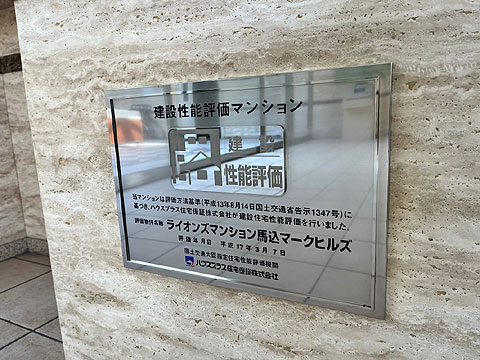 建設性能評価マンション
建設
性能評価
当マンションは評価方法基準(平成13年8月14日国土交通省告示1347号)に
基づき、ハウスプラス住宅保証株式会社が建設住宅性能評価を行いました。
評価物件名称 ライオンズマンション馬込マークヒルズ
評価年月日 平成17年3月7日
国土交通大臣指定住宅性能評価機関
ハウスプラス住宅保証株式会社